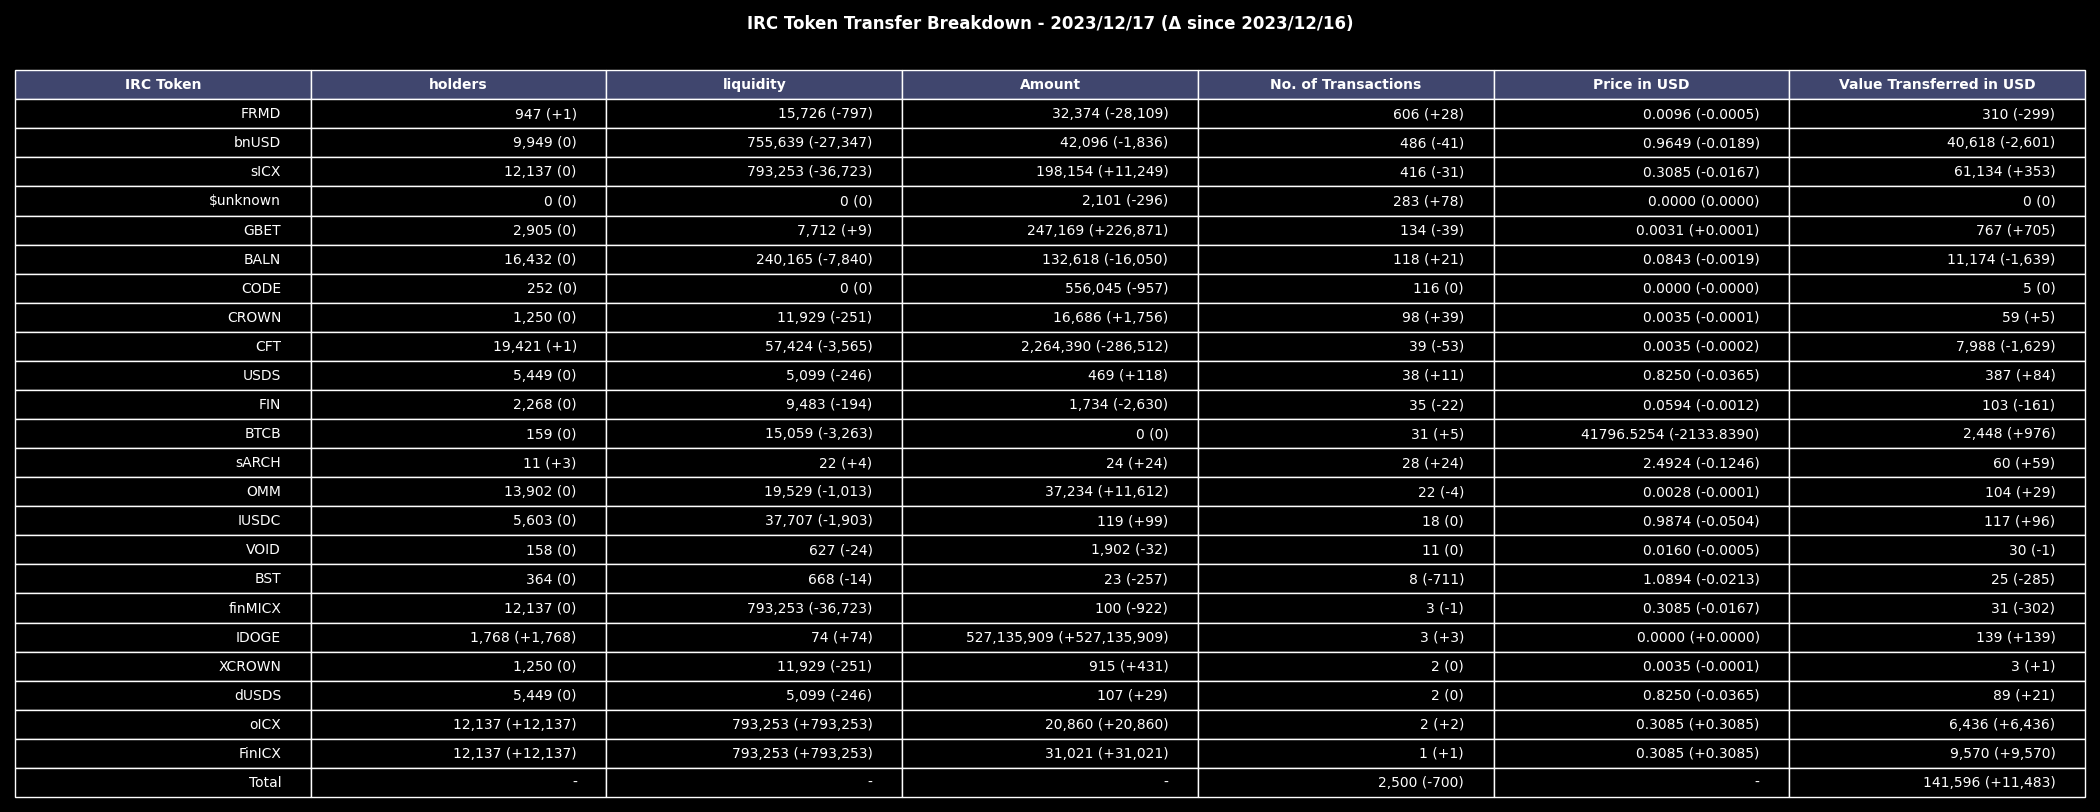 IRC Token Transfer Breakdown - 2023/12/17 (Δ since 2023/12/16)
IRC Token holders liquidity Amount No. of Transactions Price in USD Value Transferred in USD
FRMD 947 (+1) 15,726 (-797) 32,374 (-28,109) 606 (+28) 0.0096 (-0.0005) 310 (-299)
bnUSD 9,949 (0) 755,639 (-27,347) 42,096 (-1,836) 486 (-41) 0.9649 (-0.0189) 40,618 (-2,601)
sICX 12,137 (0) 793,253 (-36,723) 198,154 (+11,249) 416 (-31) 0.3085 (-0.0167) 61,134 (+353)
$unknown 0 (0) 0 (0) 2,101 (-296) 283 (+78) 0.0000 (0.0000) 0 (0)
GBET 2,905 (0) 7,712 (+9) 247,169 (+226,871) 134 (-39) 0.0031 (+0.0001) 767 (+705)
BALN 16,432 (0) 240,165 (-7,840) 132,618 (-16,050) 118 (+21) 0.0843 (-0.0019) 11,174 (-1,639)
CODE 252 (0) 0 (0) 556,045 (-957) 116 (0) 0.0000 (-0.0000) 5 (0)
CROWN 1,250 (0) 11,929 (-251) 16,686 (+1,756) 98 (+39) 0.0035 (-0.0001) 59 (+5)
CFT 19,421 (+1) 57,424 (-3,565) 2,264,390 (-286,512) 39 (-53) 0.0035 (-0.0002) 7,988 (-1,629)
USDS 5,449 (0) 5,099 (-246) 469 (+118) 38 (+11) 0.8250 (-0.0365) 387 (+84)
FIN 2,268 (0) 9,483 (-194) 1,734 (-2,630) 35 (-22) 0.0594 (-0.0012) 103 (-161)
BTCB 159 (0) 15,059 (-3,263) 0 (0) 31 (+5) 41796.5254 (-2133.8390) 2,448 (+976)
sARCH 11 (+3) 22 (+4) 24 (+24) 28 (+24) 2.4924 (-0.1246) 60 (+59)
OMM 13,902 (0) 19,529 (-1,013) 37,234 (+11,612) 22 (-4) 0.0028 (-0.0001) 104 (+29)
IUSDC 5,603 (0) 37,707 (-1,903) 119 (+99) 18 (0) 0.9874 (-0.0504) 117 (+96)
VOID 158 (0) 627 (-24) 1,902 (-32) 11 (0) 0.0160 (-0.0005) 30 (-1)
BST 364 (0) 668 (-14) 23 (-257) 8 (-711) 1.0894 (-0.0213) 25 (-285)
finMICX 12,137 (0) 793,253 (-36,723) 100 (-922) 3 (-1) 0.3085 (-0.0167) 31 (-302)
IDOGE 1,768 (+1,768) 74 (+74) 527,135,909 (+527,135,909) 3 (+3) 0.0000 (+0.0000) 139 (+139)
XCROWN 1,250 (0) 11,929 (-251) 915 (+431) 2 (0) 0.0035 (-0.0001) 3 (+1)
dUSDS 5,449 (0) 5,099 (-246) 107 (+29) 2 (0) 0.8250 (-0.0365) 89 (+21)
oICX 12,137 (+12,137) 793,253 (+793,253) 20,860 (+20,860) 2 (+2) 0.3085 (+0.3085) 6,436 (+6,436)
FinICX 12,137 (+12,137) 793,253 (+793,253) 31,021 (+31,021) 1 (+1) 0.3085 (+0.3085) 9,570 (+9,570)
Total - - - 2,500 (-700) - 141,596 (+11,483)